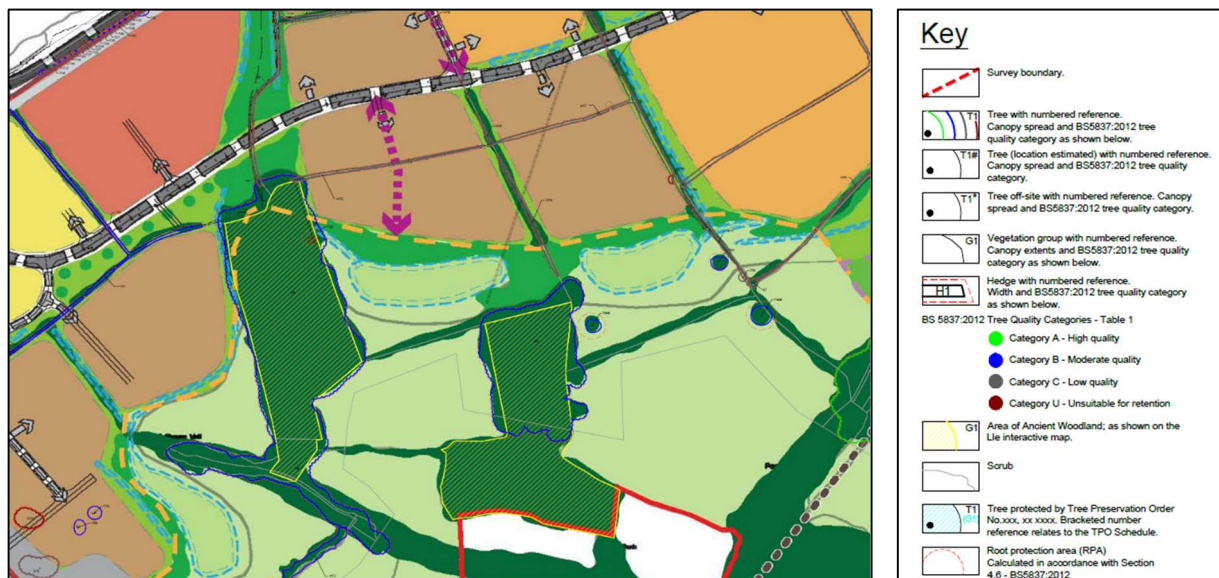 Key
Survey boundary.
T1
Tree with numbered reference.
Canopy spread and BS5837:2012 tree
quality category as shown below.
T1#
Tree (location estimated) with numbered reference.
Canopy spread and BS5837:2012 tree quality
category.
T1*
Tree off-site with numbered reference. Canopy
spread and BS5837:2012 tree quality category.
G1
Vegetation group with numbered reference.
Canopy extents and BS5837:2012 tree quality
category as shown below.
H1
Hedge with numbered reference.
Width and BS5837:2012 tree quality category
as shown below.
BS 5837:2012 Tree Quality Categories - Table 1
Category A - High quality
Category B - Moderate quality
Category C - Low quality
Category U - Unsuitable for retention
G1
Area of Ancient Woodland; as shown on the
Lle interactive map.
Scrub
T1
(G1)
Tree protected by Tree Preservation Order
No.xxx, xx xxxx. Bracketed number
reference relates to the TPO Schedule.
Root protection area (RPA)
Calculated in accordance with Section
4.6 - BS5837:2012